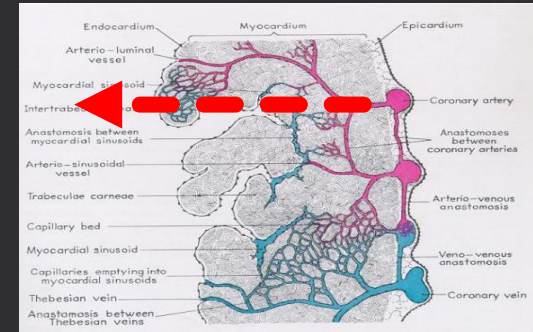 Endocardium
Myocardium
Epicardium
Arterio-luminal
vessel
Myocardial sinusoid
Coronary artery
Anastomosis between
myocardial sinusoids
Anastomoses
between
coronary arteries
Arterio-sinusoidal
vessel
Trabeculae carneae
Arterio-venous
anastomosis
Capillary bed
Myocardial sinusoid
Veno-venous
anastomosis
Capillaries emptying into
myocardial sinusoids
Thebesian vein
Coronary vein
Anastomosis between
Thebesian veins